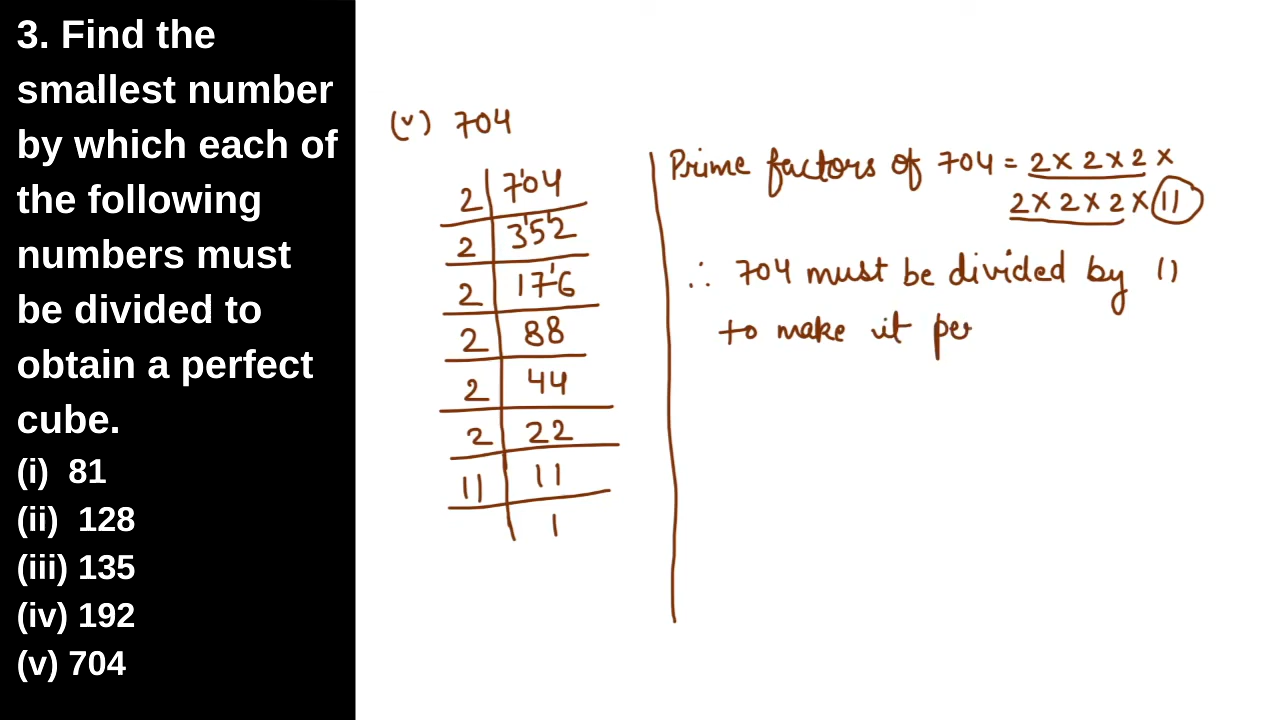 3. Find the
smallest number
by which each of
the following
numbers must
be divided to
obtain a perfect
cube.
(i) 81
(ii) 128
(iii) 135
(iv) 192
(v) 704
(v) 704
2 | 704
2 | 352
2 | 176
2 | 88
2 | 44
2 | 22
11 | 11
1
Prime factors of 704 = 2 × 2 × 2 ×
2 × 2 × 2 × 11
∴ 704 must be divided by 11
to make it per